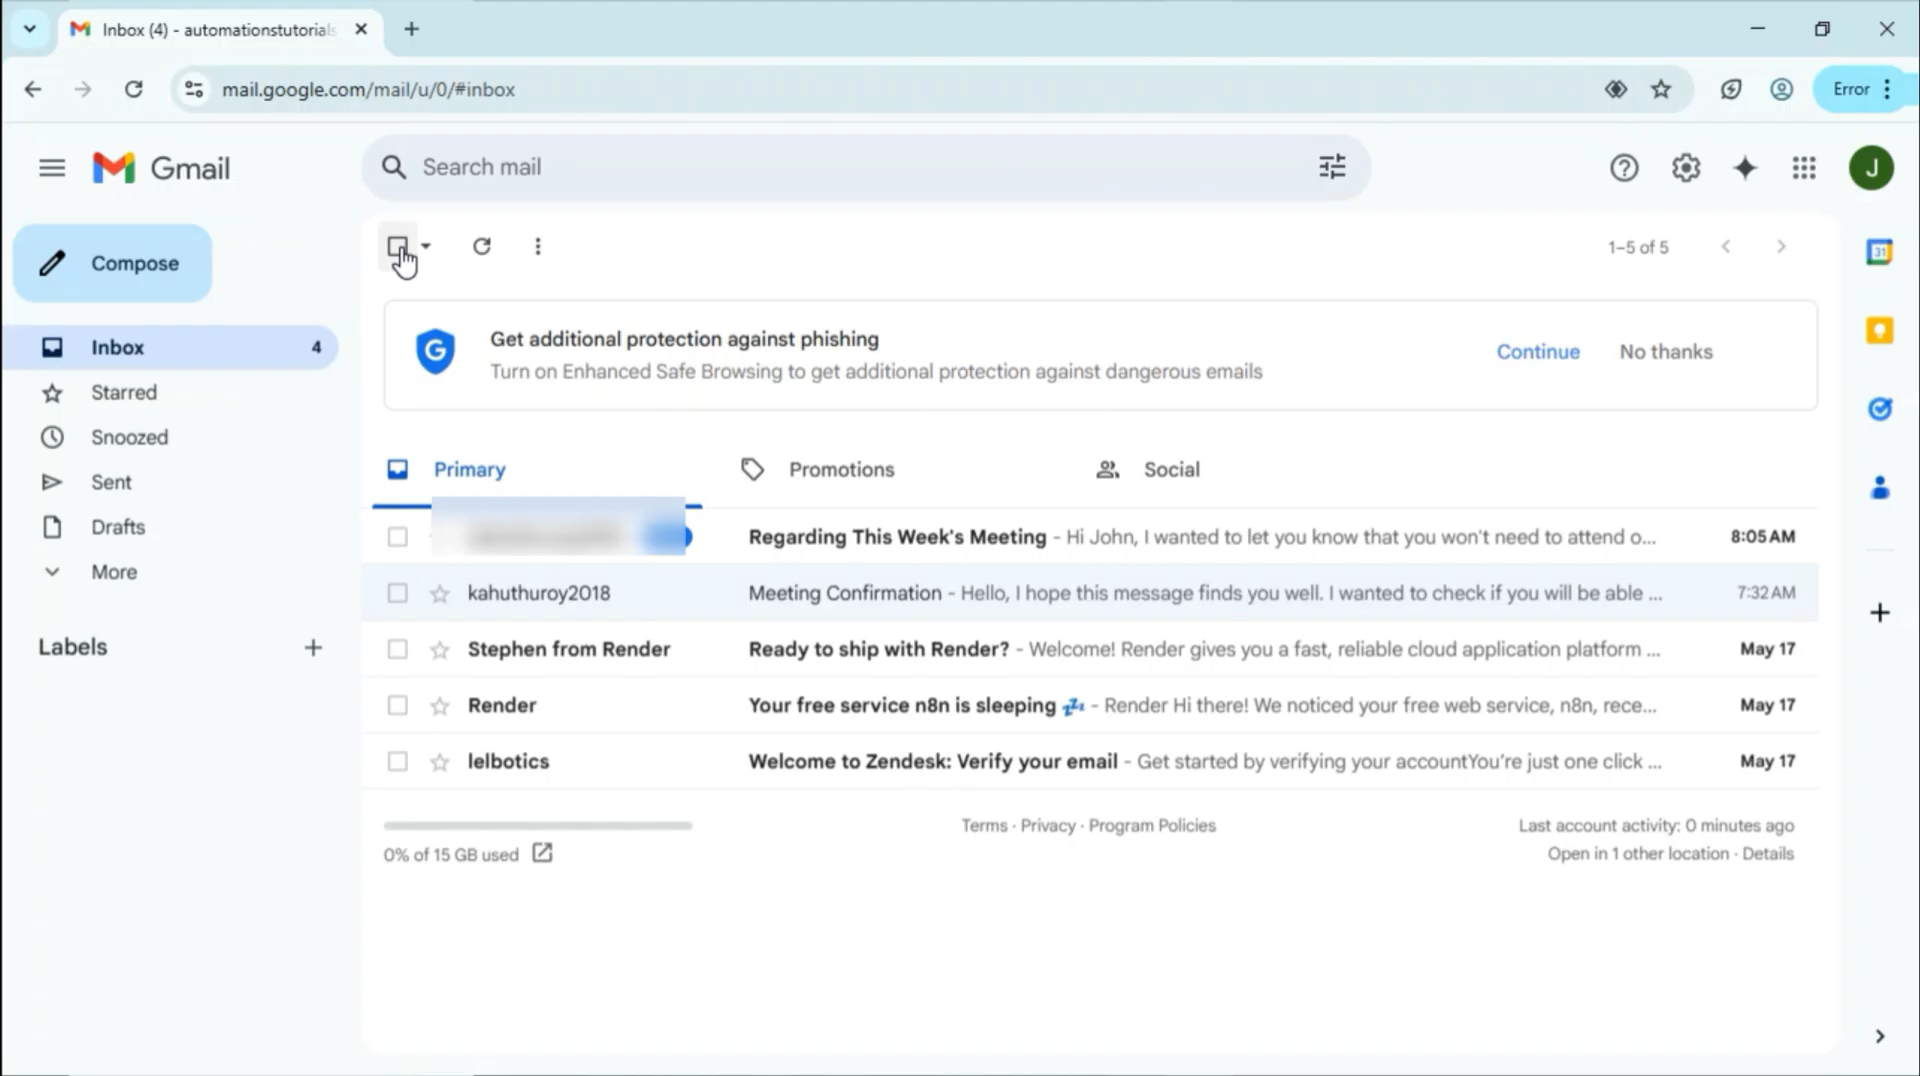 Inbox (4) - automationstutorials
mail.google.com/mail/u/0/#inbox
Error
Gmail
Search mail
J
Compose
1–5 of 5
31
G
Get additional protection against phishing
Turn on Enhanced Safe Browsing to get additional protection against dangerous emails
Continue
No thanks
Inbox 4
Starred
Snoozed
Sent
Drafts
More
Labels
Primary
Promotions
Social
Regarding This Week's Meeting - Hi John, I wanted to let you know that you won't need to attend o... 8:05 AM
kahuthuroy2018 Meeting Confirmation - Hello, I hope this message finds you well. I wanted to check if you will be able ... 7:32 AM
Stephen from Render Ready to ship with Render? - Welcome! Render gives you a fast, reliable cloud application platform ... May 17
Render Your free service n8n is sleeping 💤 - Render Hi there! We noticed your free web service, n8n, rece... May 17
lelbotics Welcome to Zendesk: Verify your email - Get started by verifying your accountYou're just one click ... May 17
0% of 15 GB used
Terms · Privacy · Program Policies
Last account activity: 0 minutes ago
Open in 1 other location · Details